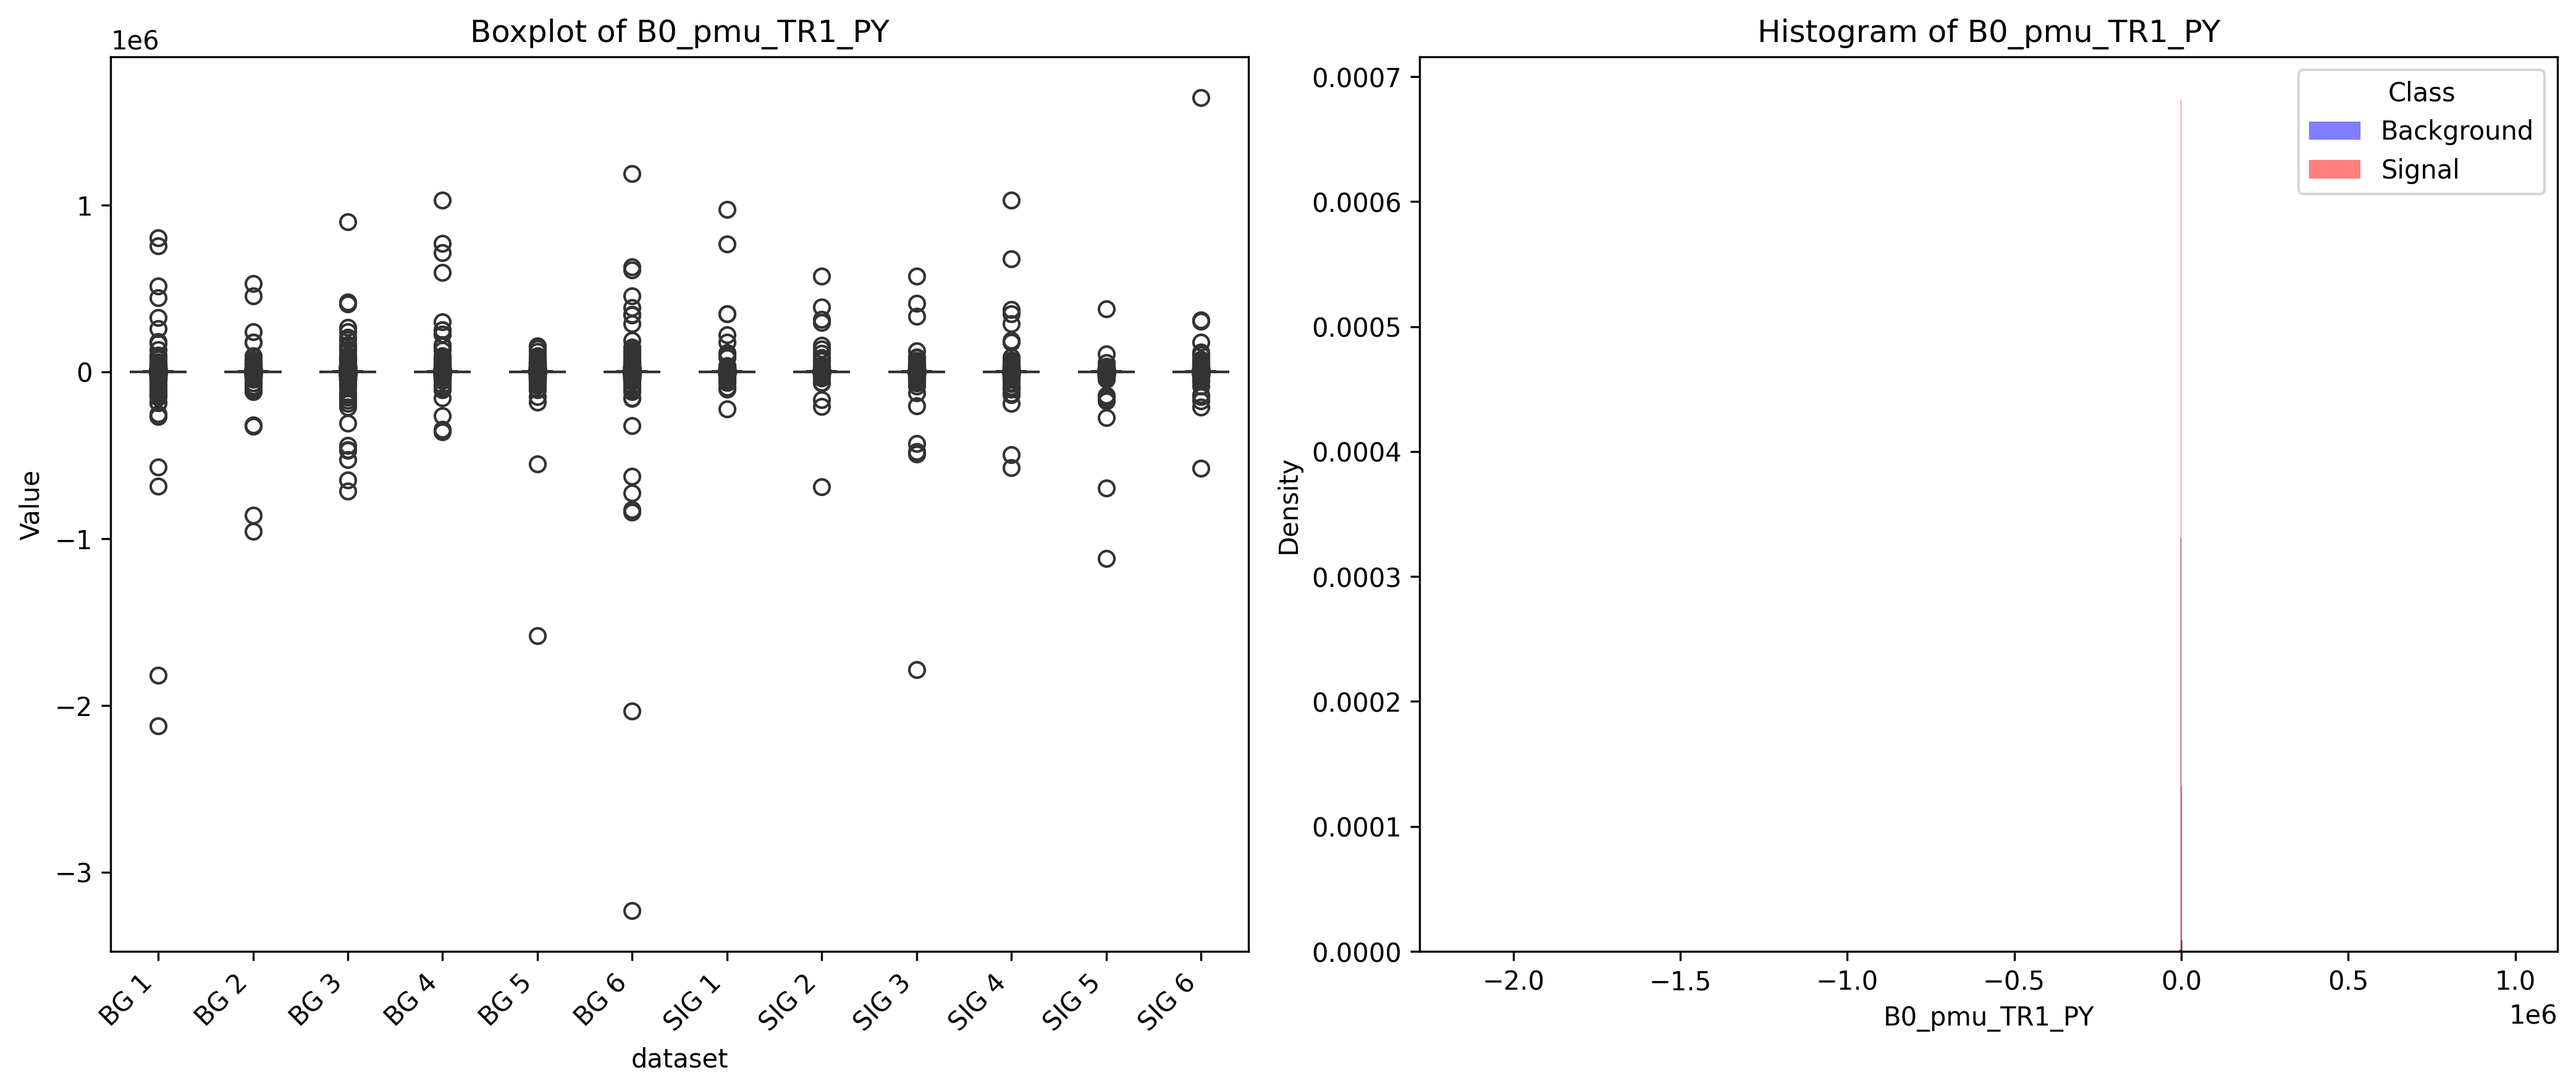 Boxplot of B0_pmu_TR1_PY
1e6
1
0
−1
−2
−3
Value
BG 1
BG 2
BG 3
BG 4
BG 5
BG 6
SIG 1
SIG 2
SIG 3
SIG 4
SIG 5
SIG 6
dataset
Histogram of B0_pmu_TR1_PY
0.0007
0.0006
0.0005
0.0004
0.0003
0.0002
0.0001
0.0000
Density
Class
Background
Signal
−2.0
−1.5
−1.0
−0.5
0.0
0.5
1.0
1e6
B0_pmu_TR1_PY